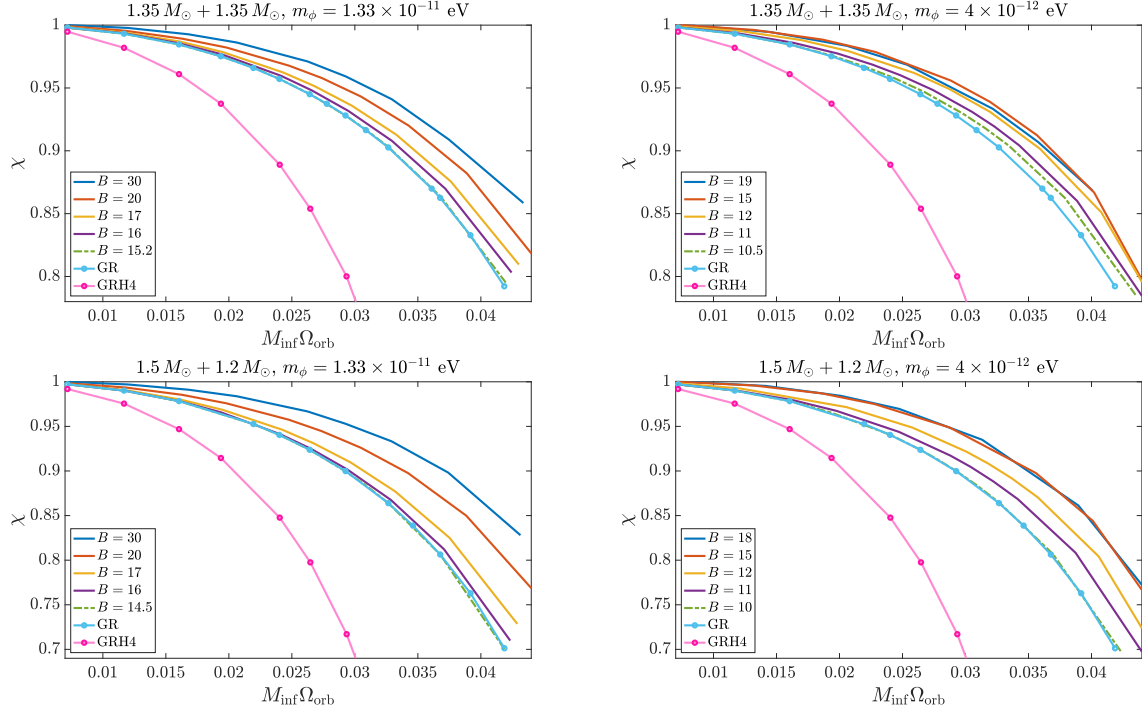 1.35 M⊙ + 1.35 M⊙, mϕ = 1.33 × 10⁻¹¹ eV
1
0.95
0.9
0.85
0.8
χ
B = 30
B = 20
B = 17
B = 16
B = 15.2
GR
GRH4
0.01 0.015 0.02 0.025 0.03 0.035 0.04
M_inf Ω_orb
1.35 M⊙ + 1.35 M⊙, mϕ = 4 × 10⁻¹² eV
1
0.95
0.9
0.85
0.8
χ
B = 19
B = 15
B = 12
B = 11
B = 10.5
GR
GRH4
0.01 0.015 0.02 0.025 0.03 0.035 0.04
M_inf Ω_orb
1.5 M⊙ + 1.2 M⊙, mϕ = 1.33 × 10⁻¹¹ eV
1
0.95
0.9
0.85
0.8
0.75
0.7
χ
B = 30
B = 20
B = 17
B = 16
B = 14.5
GR
GRH4
0.01 0.015 0.02 0.025 0.03 0.035 0.04
M_inf Ω_orb
1.5 M⊙ + 1.2 M⊙, mϕ = 4 × 10⁻¹² eV
1
0.95
0.9
0.85
0.8
0.75
0.7
χ
B = 18
B = 15
B = 12
B = 11
B = 10
GR
GRH4
0.01 0.015 0.02 0.025 0.03 0.035 0.04
M_inf Ω_orb